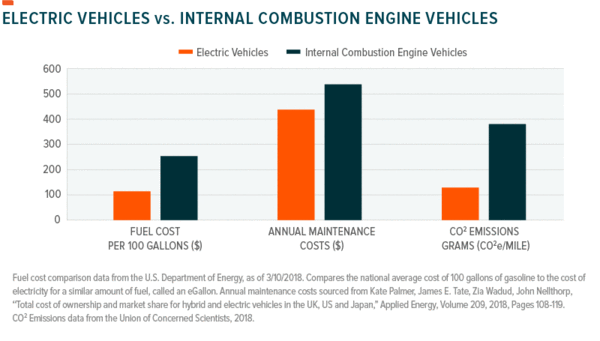 ELECTRIC VEHICLES vs. INTERNAL COMBUSTION ENGINE VEHICLES
Electric Vehicles
Internal Combustion Engine Vehicles
600
500
400
300
200
100
0
FUEL COST
PER 100 GALLONS ($)
ANNUAL MAINTENANCE
COSTS ($)
CO² EMISSIONS
GRAMS (CO²e/MILE)
Fuel cost comparison data from the U.S. Department of Energy, as of 3/10/2018. Compares the national average cost of 100 gallons of gasoline to the cost of
electricity for a similar amount of fuel, called an eGallon. Annual maintenance costs sourced from Kate Palmer, James E. Tate, Zia Wadud, John Nellthorp,
"Total cost of ownership and market share for hybrid and electric vehicles in the UK, US and Japan," Applied Energy, Volume 209, 2018, Pages 108-119.
CO² Emissions data from the Union of Concerned Scientists, 2018.